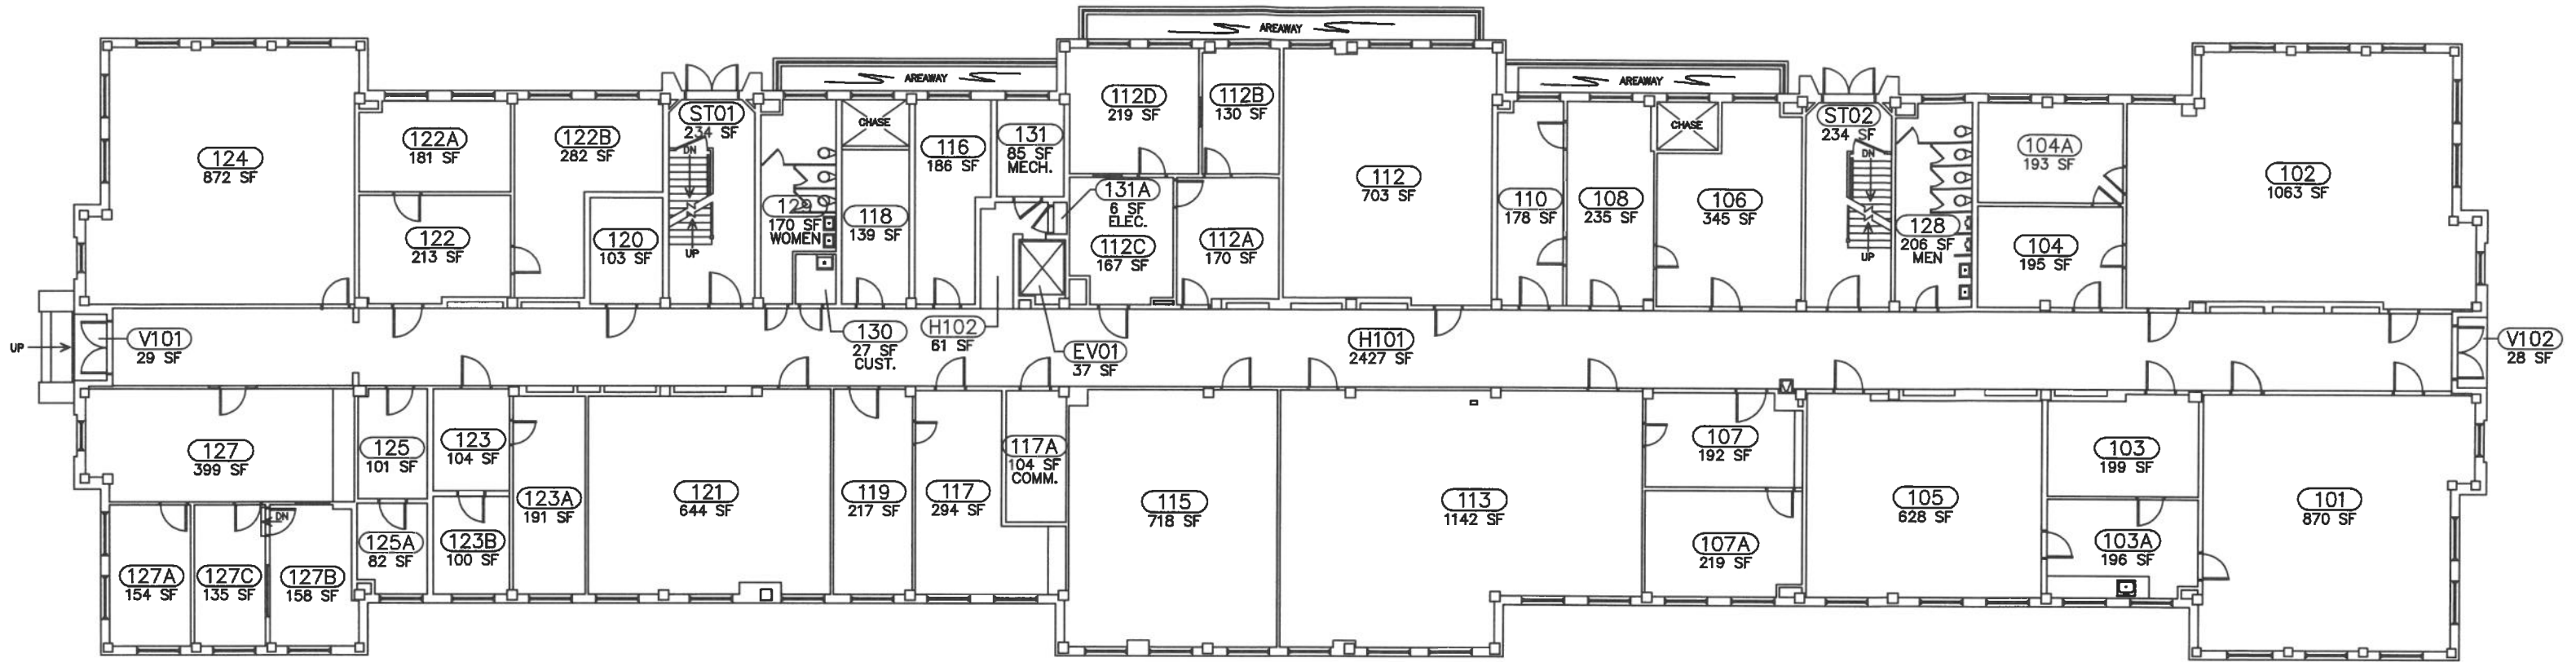 AREAWAY
AREAWAY
AREAWAY
124
872 SF
122A
181 SF
122
213 SF
122B
282 SF
120
103 SF
ST01
234 SF
DN
UP
129
170 SF
WOMEN
CHASE
118
139 SF
116
186 SF
131
85 SF
MECH.
131A
6 SF
ELEC.
112D
219 SF
112B
130 SF
112C
167 SF
112A
170 SF
112
703 SF
110
178 SF
108
235 SF
CHASE
106
345 SF
ST02
234 SF
DN
UP
128
206 SF
MEN
104A
193 SF
104
195 SF
102
1063 SF
UP
V101
29 SF
130
27 SF
CUST.
H102
61 SF
EV01
37 SF
H101
2427 SF
V102
28 SF
127
399 SF
127A
154 SF
127C
135 SF
DN
127B
158 SF
125
101 SF
125A
82 SF
123
104 SF
123B
100 SF
123A
191 SF
121
644 SF
119
217 SF
117
294 SF
117A
104 SF
COMM.
115
718 SF
113
1142 SF
107
192 SF
107A
219 SF
105
628 SF
103
199 SF
103A
196 SF
101
870 SF